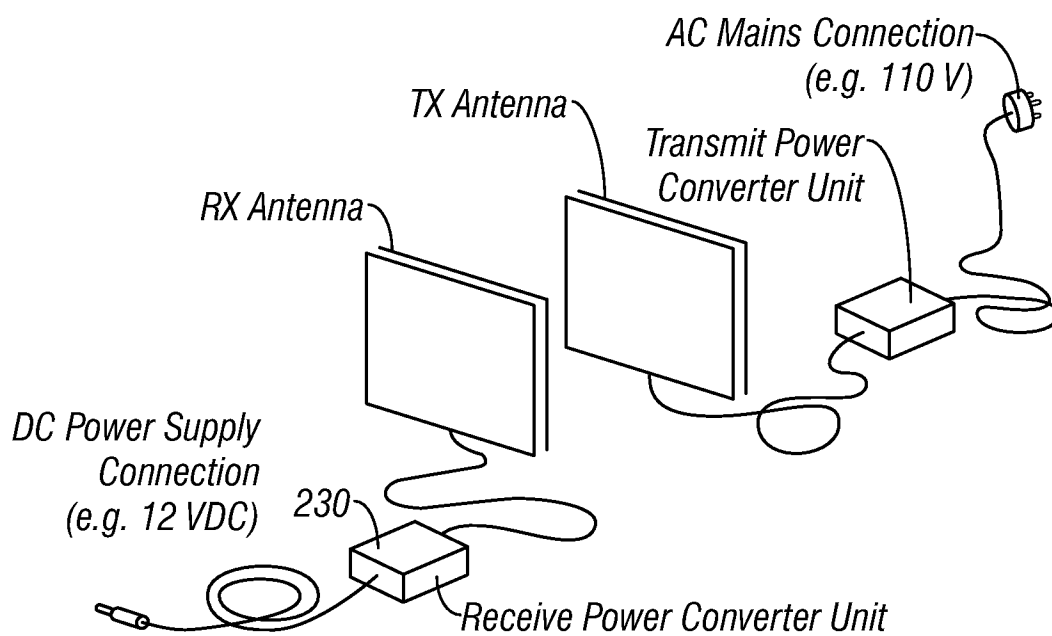 AC Mains Connection
(e.g. 110 V)
TX Antenna
Transmit Power
Converter Unit
RX Antenna
DC Power Supply
Connection
(e.g. 12 VDC)
230
Receive Power Converter Unit